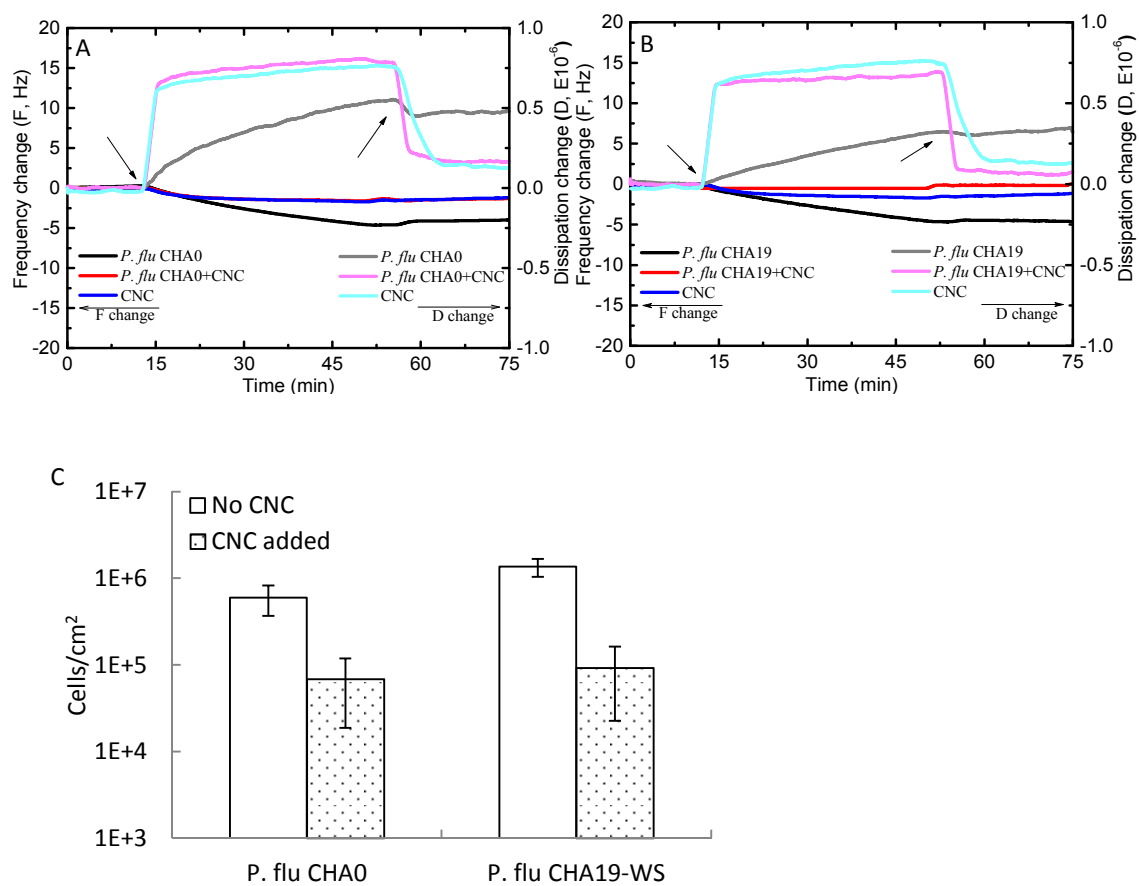 A
Frequency change (F, Hz)
20
15
10
5
0
-5
-10
-15
-20
P. flu CHA0
P. flu CHA0+CNC
CNC
F change
P. flu CHA0
P. flu CHA0+CNC
CNC
D change
0 15 30 45 60 75
Time (min)
1.0
0.5
0.0
-0.5
-1.0
Dissipation change (D, E10-6)
B
Frequency change (F, Hz)
20
15
10
5
0
-5
-10
-15
-20
P. flu CHA19
P. flu CHA19+CNC
CNC
F change
P. flu CHA19
P. flu CHA19+CNC
CNC
D change
0 15 30 45 60 75
Time (min)
1.0
0.5
0.0
-0.5
-1.0
Dissipation change (D, E10-6)
C
Cells/cm2
1E+7
1E+6
1E+5
1E+4
1E+3
No CNC
CNC added
P. flu CHA0 P. flu CHA19-WS